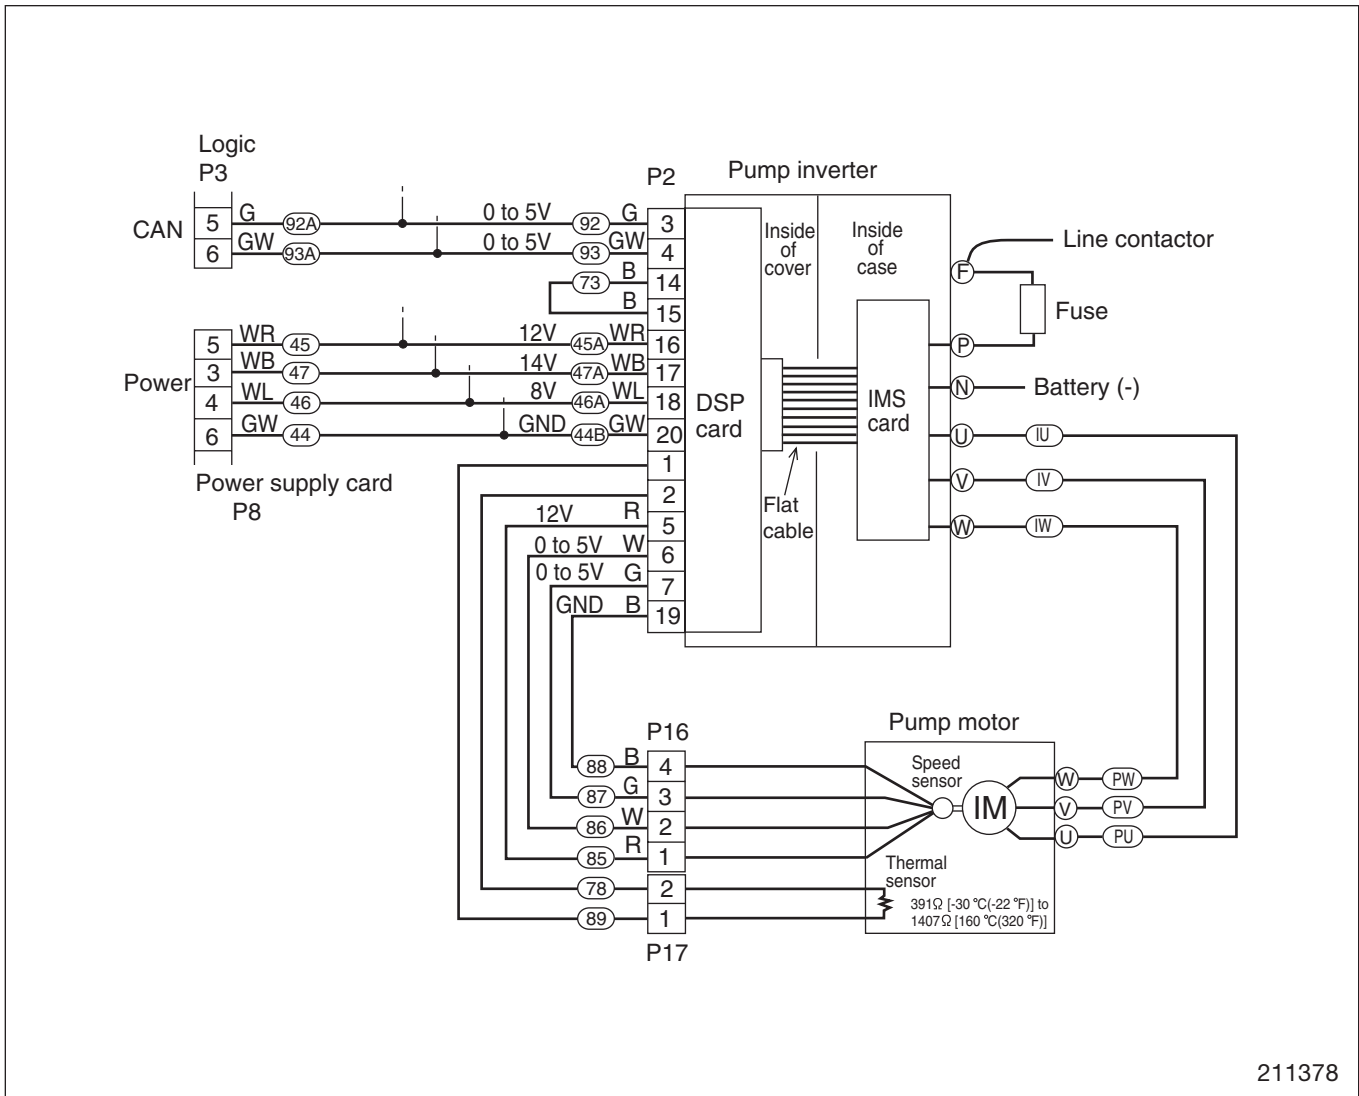 Logic
P3
P2
Pump inverter
CAN
5 G 92A 0 to 5V 92 G 3
6 GW 93A 0 to 5V 93 GW 4
73 B 14
B 15
Power
5 WR 45 12V 45A WR 16
3 WB 47 14V 47A WB 17
4 WL 46 8V 46A WL 18
6 GW 44 GND 44B GW 20
Power supply card
P8
1
2
12V R 5
0 to 5V W 6
0 to 5V G 7
GND B 19
DSP
card
Inside
of
cover
Inside
of
case
IMS
card
Flat
cable
F
Line contactor
Fuse
P
N Battery (-)
U IU
V IV
W IW
P16
88 B 4
87 G 3
86 W 2
85 R 1
78 2
89 1
P17
Pump motor
Speed
sensor
IM
W PW
V PV
U PU
Thermal
sensor
391Ω [-30 °C(-22 °F)] to
1407Ω [160 °C(320 °F)]
211378